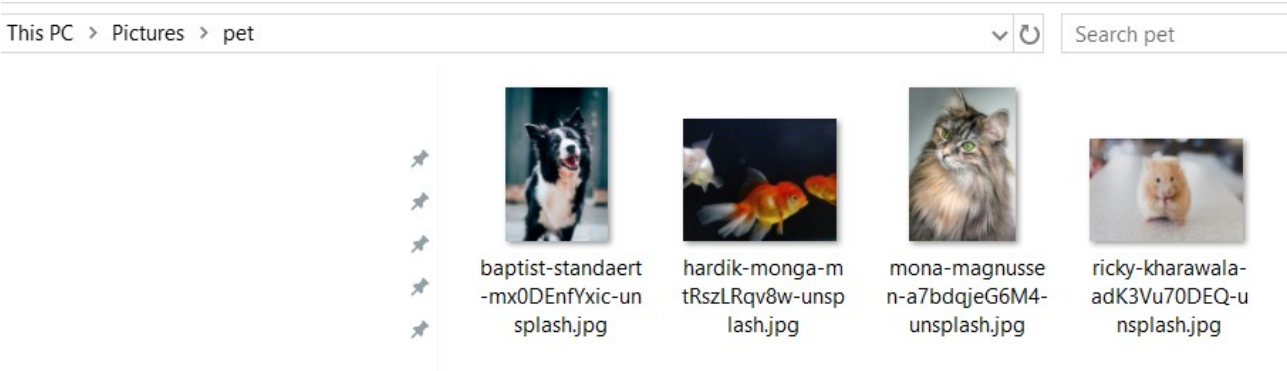 This PC > Pictures > pet
Search pet
baptist-standaert
-mx0DEnfYxic-un
splash.jpg
hardik-monga-m
tRszLRqv8w-unsp
lash.jpg
mona-magnusse
n-a7bdqjeG6M4-
unsplash.jpg
ricky-kharawala-
adK3Vu70DEQ-u
nsplash.jpg